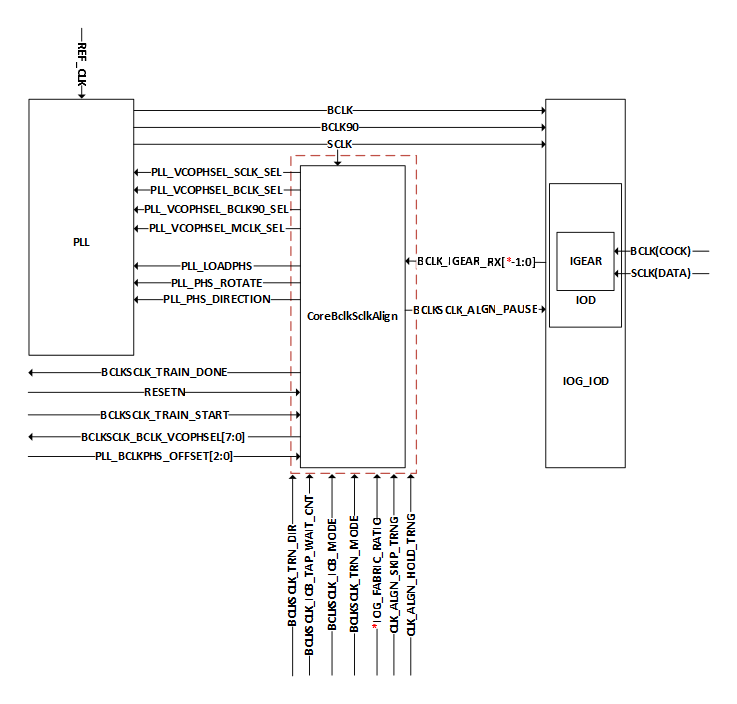 REF_CLK
BCLK
BCLK90
SCLK
PLL_VCOPHSEL_SCLK_SEL
PLL_VCOPHSEL_BCLK_SEL
PLL_VCOPHSEL_BCLK90_SEL
PLL_VCOPHSEL_MCLK_SEL
PLL
PLL_LOADPHS
PLL_PHS_ROTATE
PLL_PHS_DIRECTION
CoreBclkSclkAlign
BCLK_IGEAR_RX[*-1:0]
BCLKSCLK_ALGN_PAUSE
IGEAR
IOD
BCLK(COCK)
SCLK(DATA)
IOG_IOD
BCLKSCLK_TRAIN_DONE
RESETN
BCLKSCLK_TRAIN_START
BCLKSCLK_BCLK_VCOPHSEL[7:0]
PLL_BCLKPHS_OFFSET[2:0]
BCLKSCLK_TRN_DIR
BCLKSCLK_ICB_TAP_WAIT_CNT
BCLKSCLK_ICB_MODE
BCLKSCLK_TRN_MODE
*IOG_FABRIC_RATIO
CLK_ALGN_SKIP_TRNG
CLK_ALGN_HOLD_TRNG